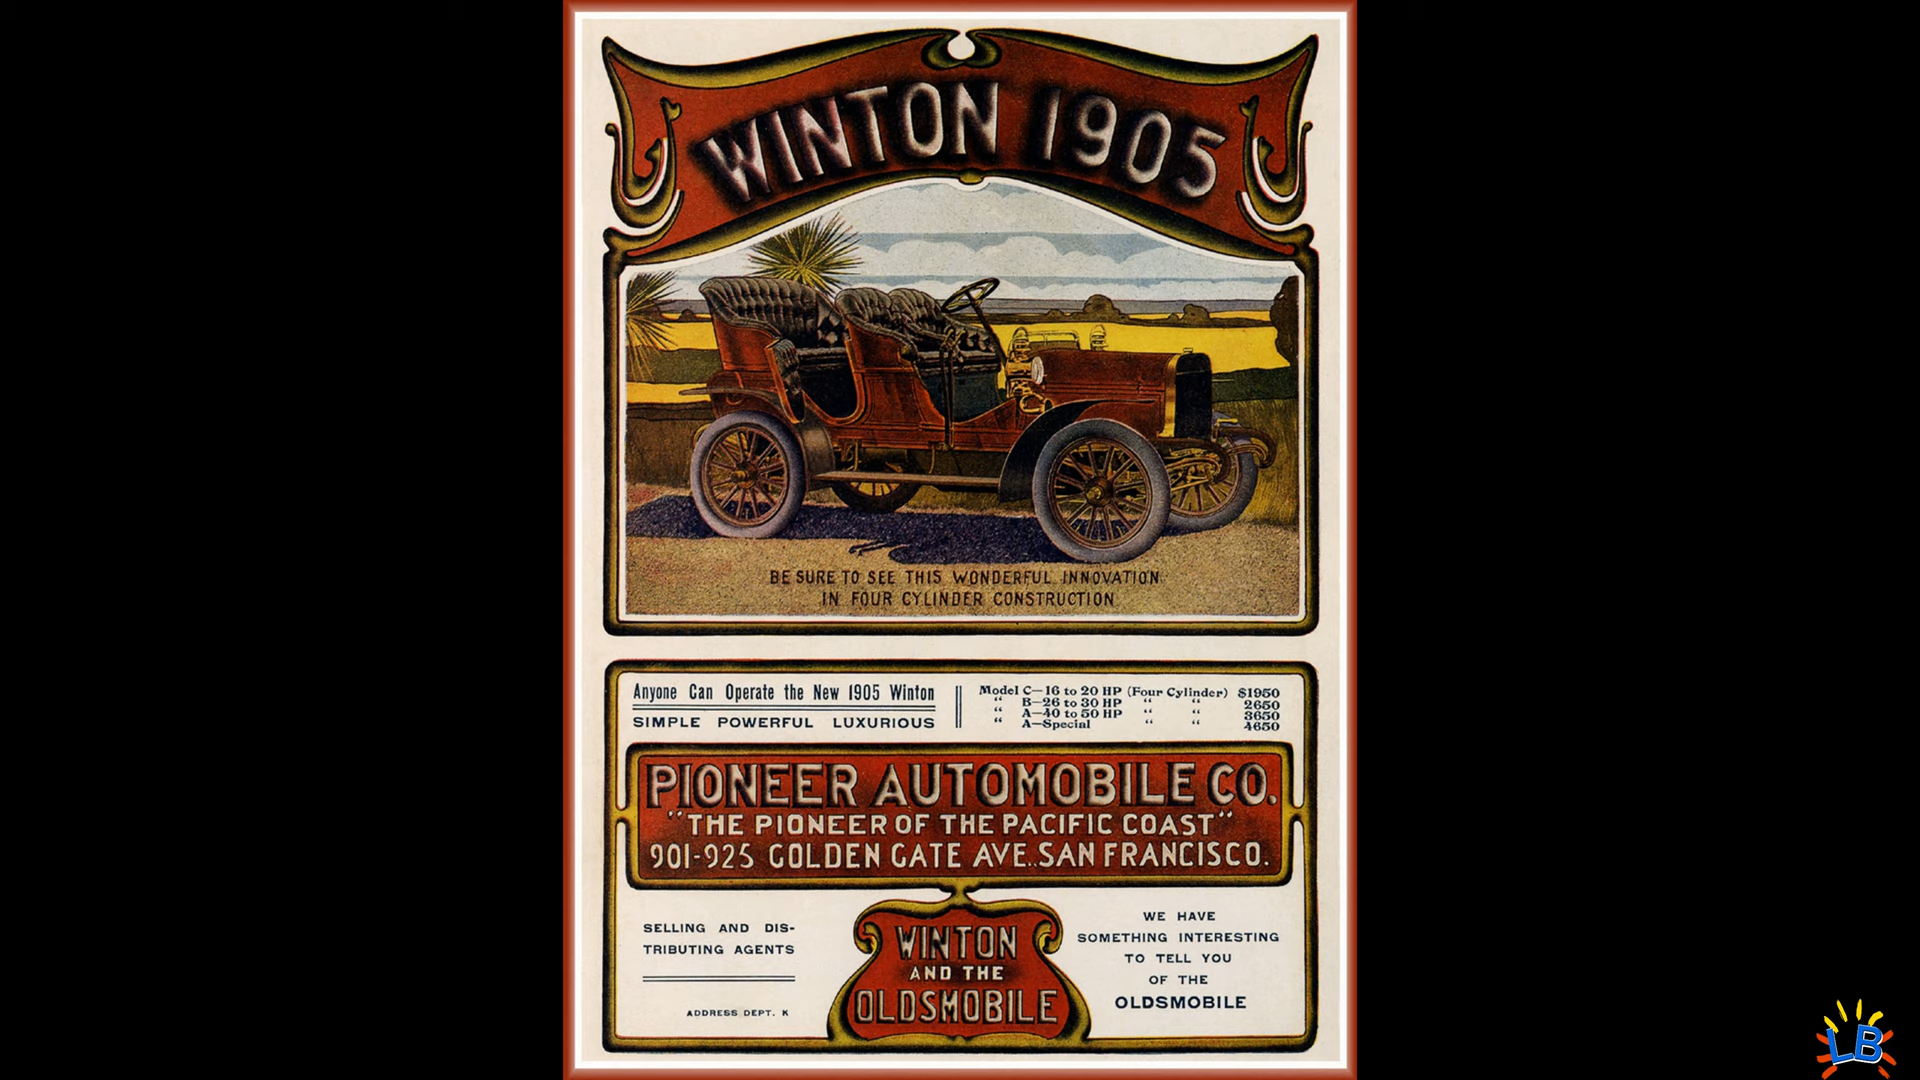 WINTON 1905
BE SURE TO SEE THIS WONDERFUL INNOVATION
IN FOUR CYLINDER CONSTRUCTION
Anyone Can Operate the New 1905 Winton
SIMPLE POWERFUL LUXURIOUS
Model C—16 to 20 HP (Four Cylinder) $1950
“ B—26 to 30 HP “ “ 2650
“ A—40 to 50 HP “ “ 3650
“ A—Special “ “ 4650
PIONEER AUTOMOBILE CO.
"THE PIONEER OF THE PACIFIC COAST"
901-925 GOLDEN GATE AVE. SAN FRANCISCO.
SELLING AND DIS-
TRIBUTING AGENTS
ADDRESS DEPT. K
WINTON
AND THE
OLDSMOBILE
WE HAVE
SOMETHING INTERESTING
TO TELL YOU
OF THE
OLDSMOBILE
LB